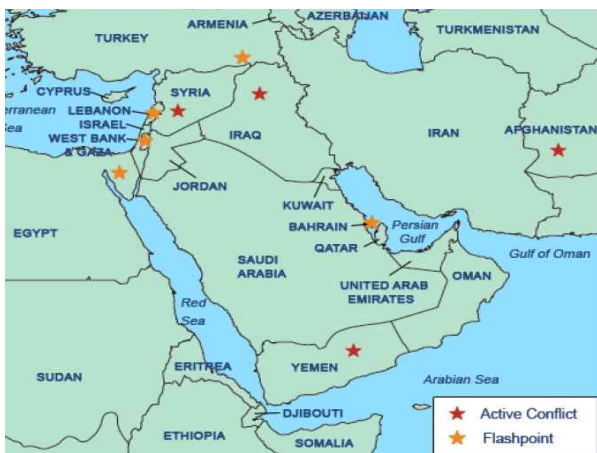 ARMENIA
AZERBAIJAN
TURKEY
TURKMENISTAN
CYPRUS
SYRIA
LEBANON
erranean
Sea
ISRAEL
WEST BANK
& GAZA
IRAQ
IRAN
AFGHANISTAN
JORDAN
KUWAIT
BAHRAIN
Persian
Gulf
QATAR
EGYPT
Gulf of Oman
SAUDI
ARABIA
OMAN
UNITED ARAB
EMIRATES
Red
Sea
YEMEN
ERITREA
SUDAN
Arabian Sea
DJIBOUTI
ETHIOPIA
SOMALIA
Active Conflict
Flashpoint